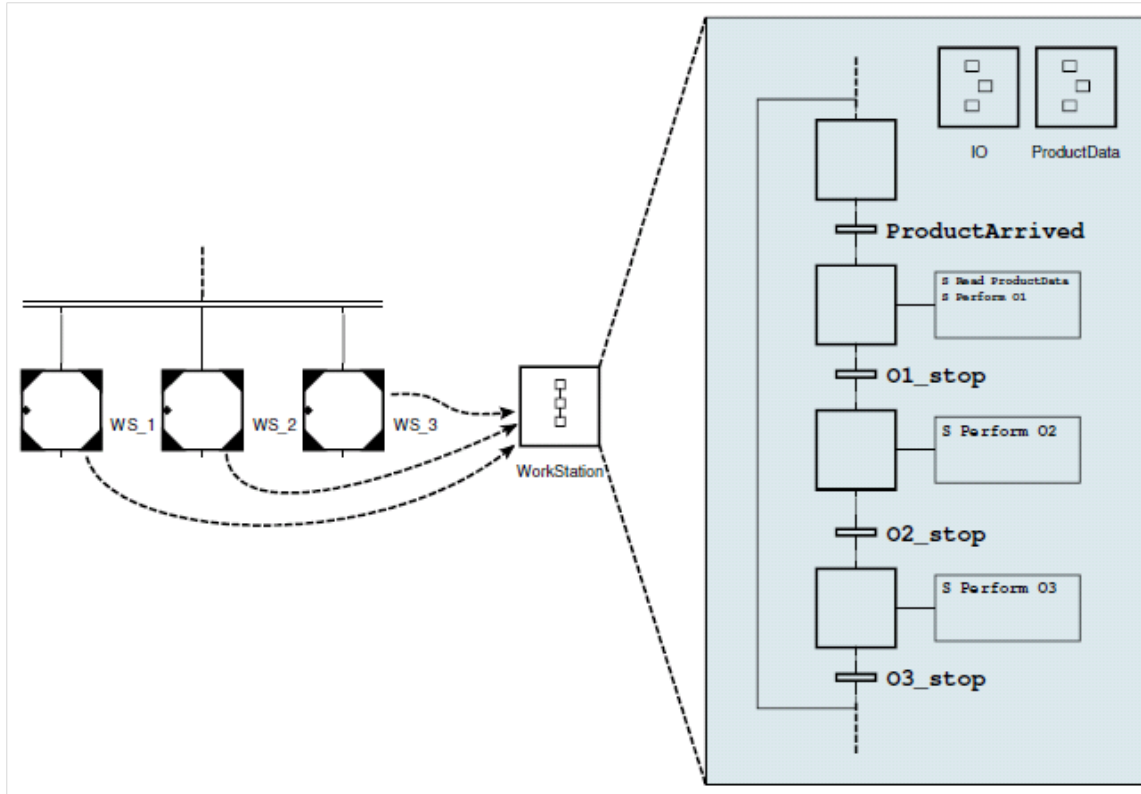 IO
ProductData
ProductArrived
S Read ProductData
S Perform O1
O1_stop
WS_1
WS_2
WS_3
S Perform O2
WorkStation
O2_stop
S Perform O3
O3_stop